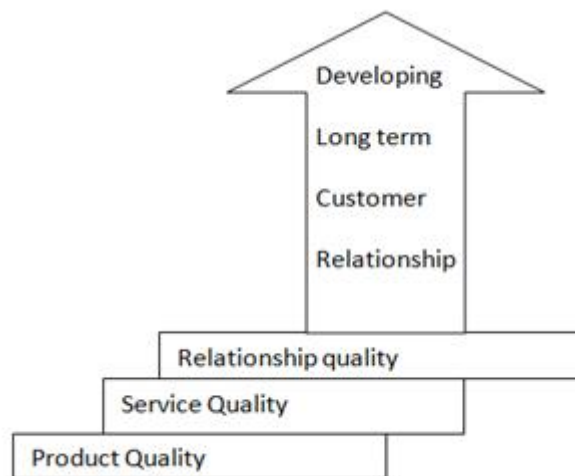 Developing
Long term
Customer
Relationship
Relationship quality
Service Quality
Product Quality